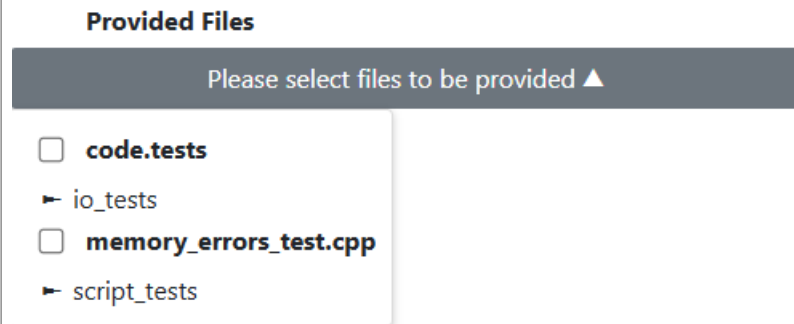 Provided Files
Please select files to be provided ▲
code.tests
io_tests
memory_errors_test.cpp
script_tests